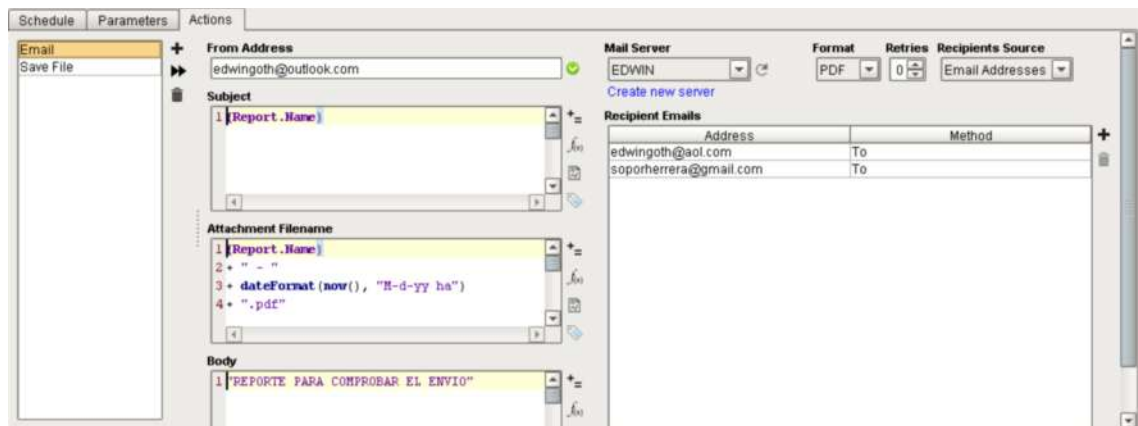 Schedule Parameters Actions
Email
Save File
From Address
edwingoth@outlook.com
Subject
1 {Report.Name}
Attachment Filename
1 {Report.Name}
2 + " - "
3 + dateFormat(now(), "M-d-yy ha")
4 + ".pdf"
Body
1 "REPORTE PARA COMPROBAR EL ENVIO"
Mail Server Format Retries Recipients Source
EDWIN PDF 0 Email Addresses
Create new server
Recipient Emails
Address Method
edwingoth@aol.com To
soporherrera@gmail.com To